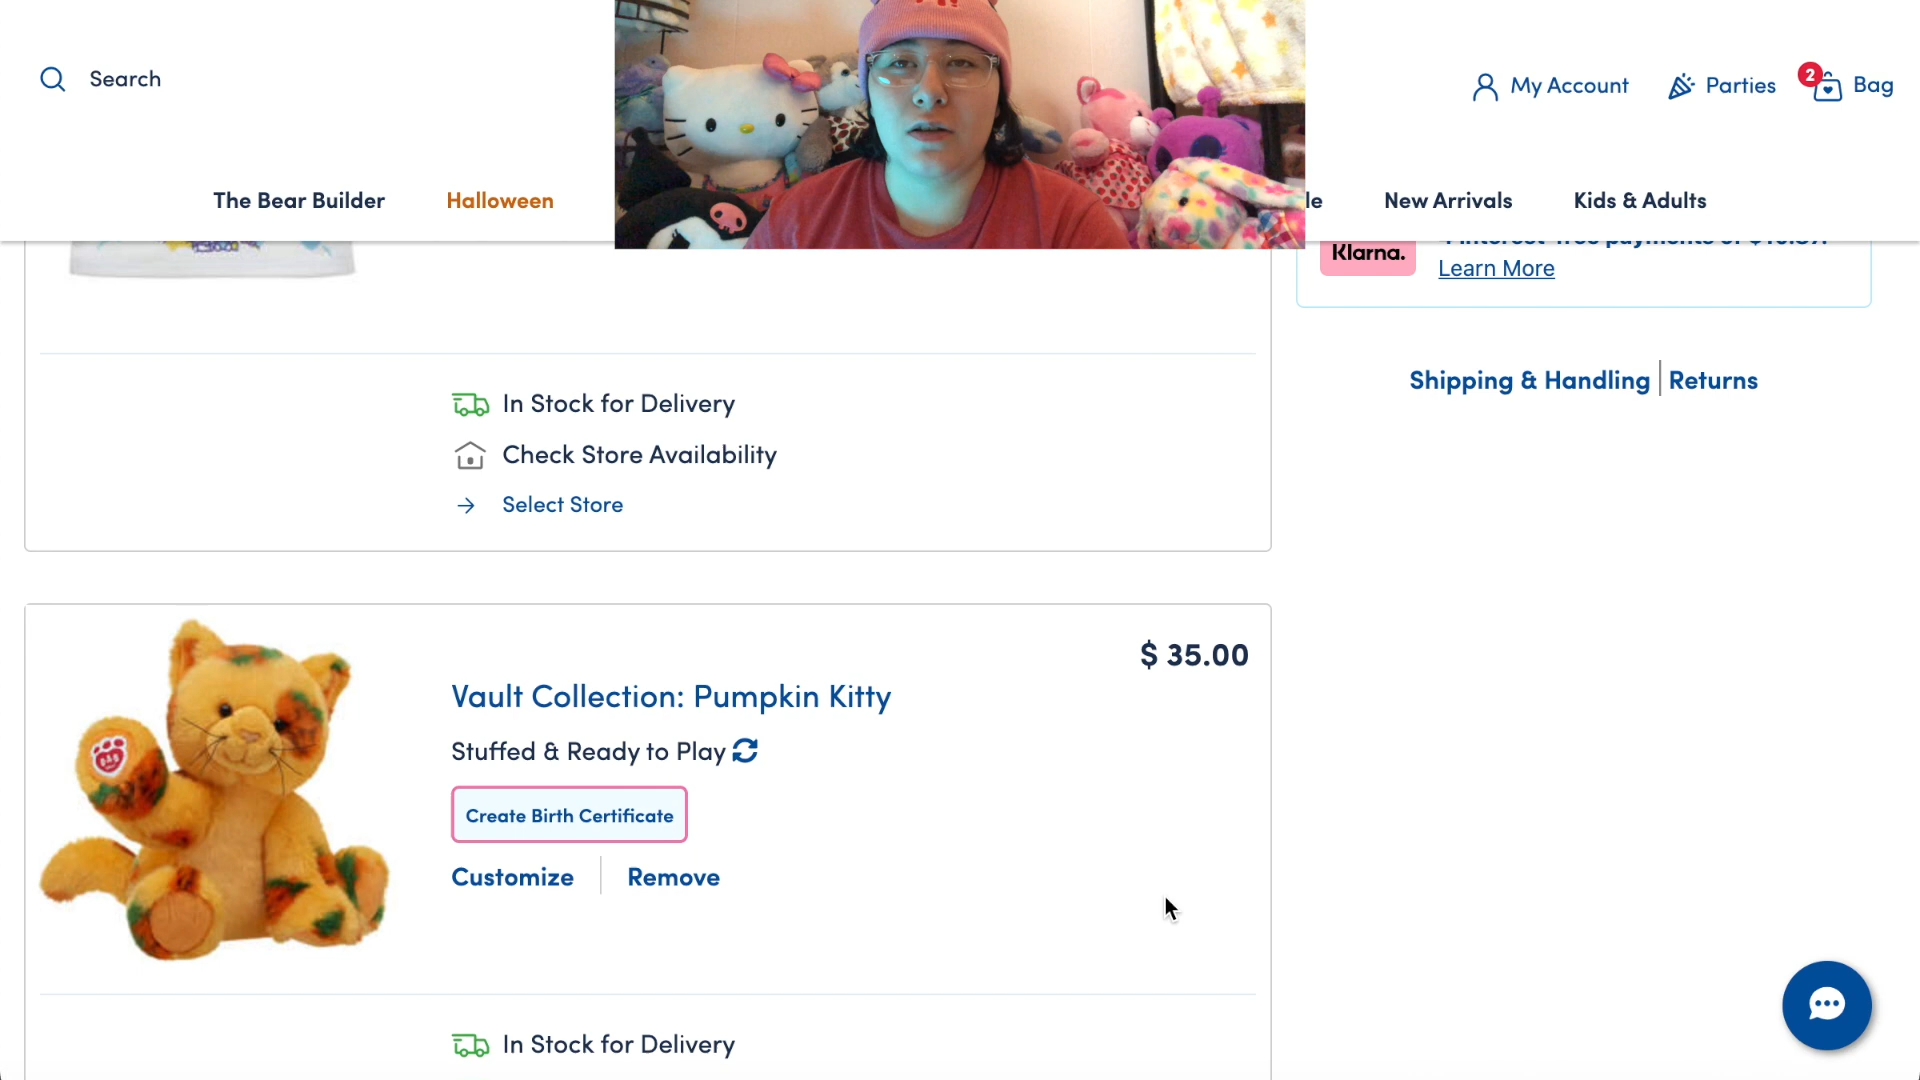 Search
My Account
Parties
2
Bag
The Bear Builder
Halloween
New Arrivals
Kids & Adults
Klarna.
Learn More
Shipping & Handling
Returns
In Stock for Delivery
Check Store Availability
Select Store
$ 35.00
Vault Collection: Pumpkin Kitty
Stuffed & Ready to Play
Create Birth Certificate
Customize
Remove
In Stock for Delivery